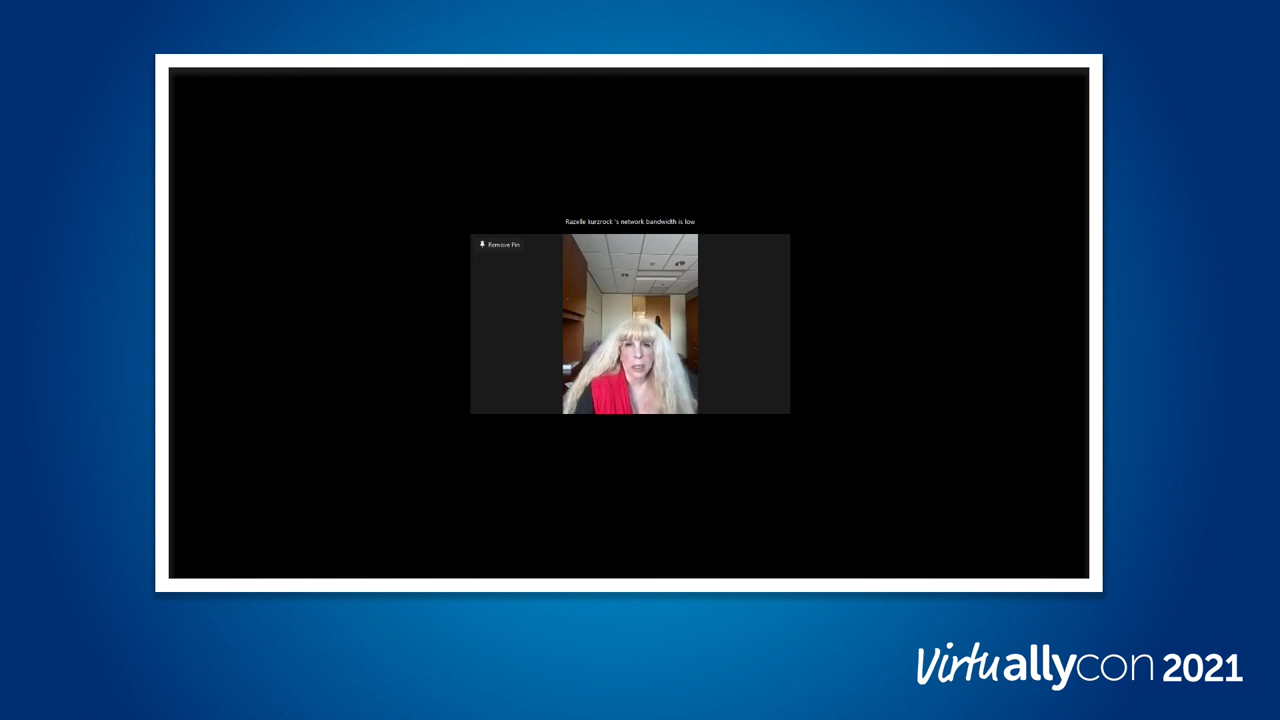 Razelle kurzrock 's network bandwidth is low
Remove Pin
Virtuallycon 2021